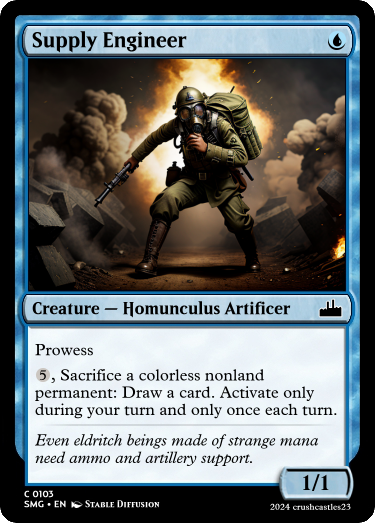 Supply Engineer
Creature — Homunculus Artificer
Prowess
5, Sacrifice a colorless nonland
permanent: Draw a card. Activate only
during your turn and only once each turn.
Even eldritch beings made of strange mana
need ammo and artillery support.
1/1
C 0103
SMG • EN Stable Diffusion
2024 crushcastles23